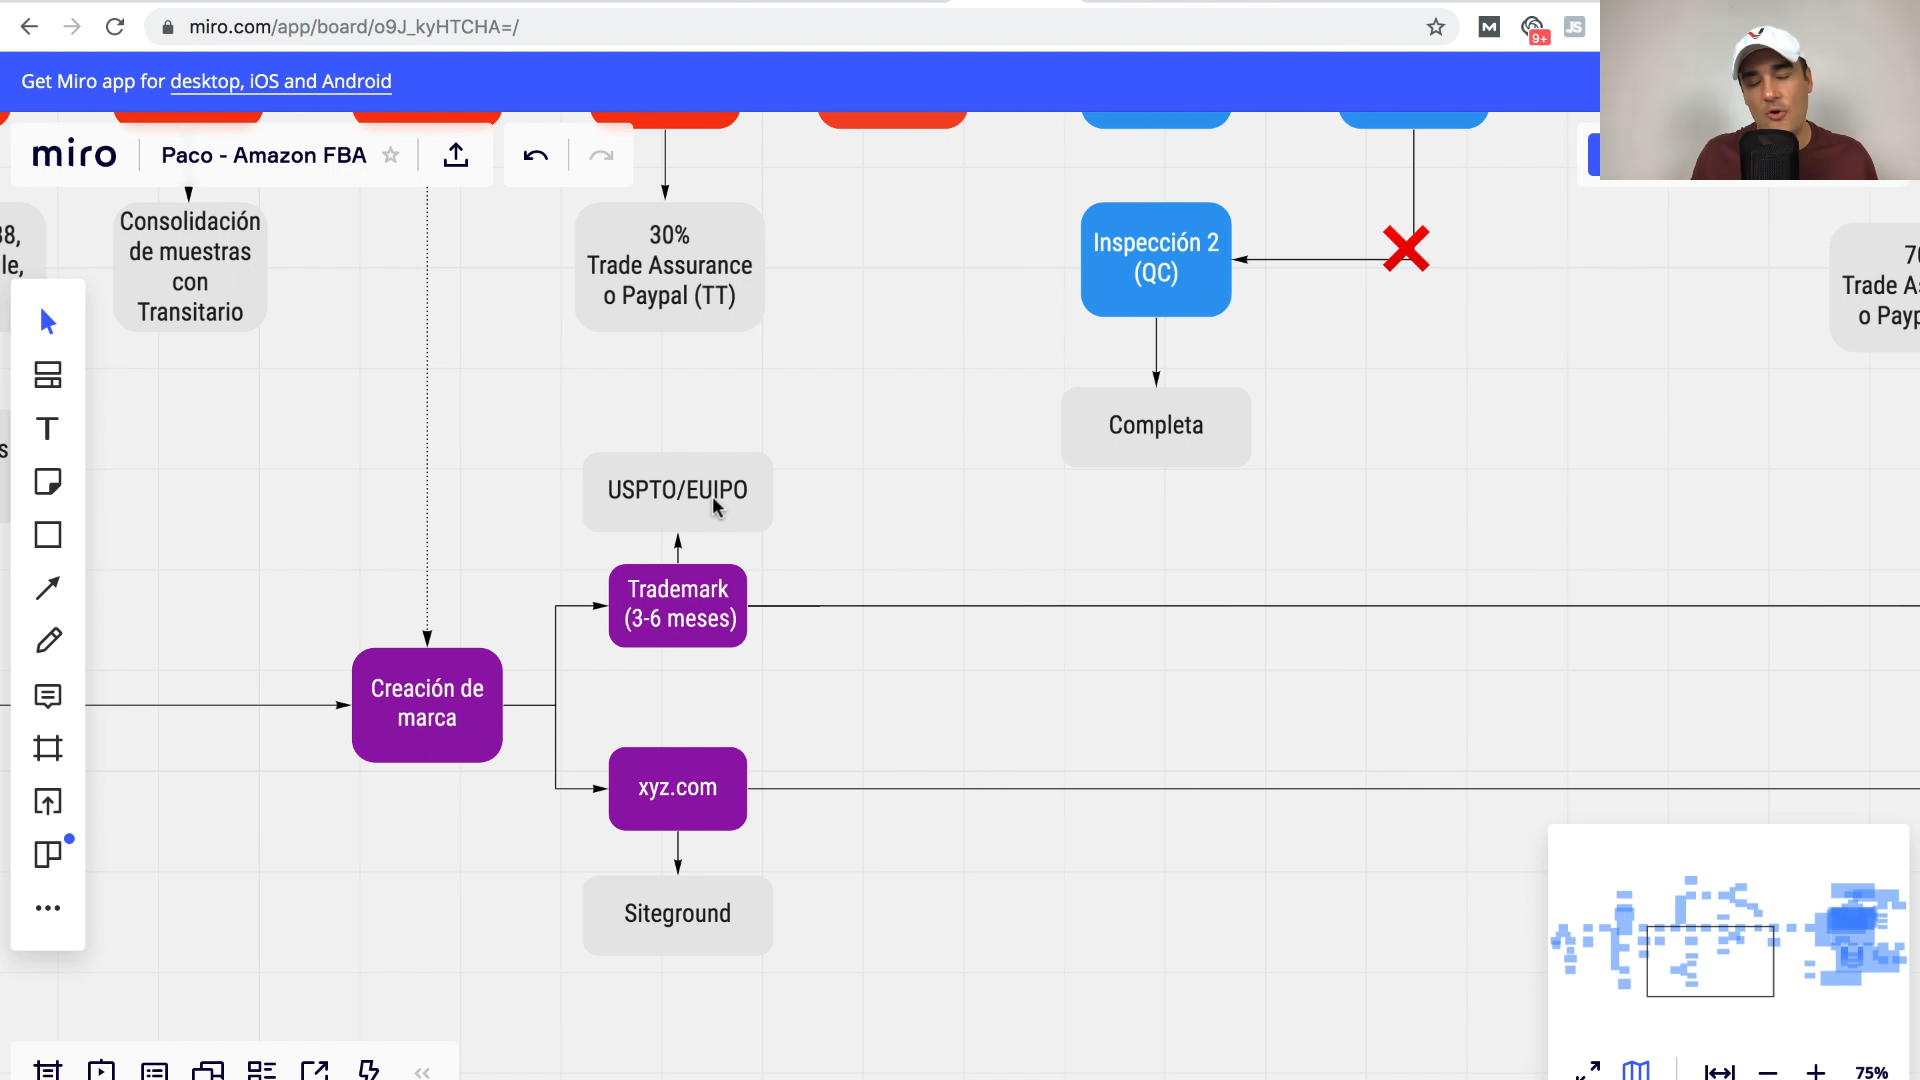 miro.com/app/board/o9J_kyHTCHA=/
9+
JS
Get Miro app for desktop, iOS and Android
miro
Paco - Amazon FBA
Consolidación
de muestras
con
Transitario
30%
Trade Assurance
o Paypal (TT)
Inspección 2
(QC)
Completa
USPTO/EUIPO
Trademark
(3-6 meses)
Creación de
marca
xyz.com
Siteground
75%